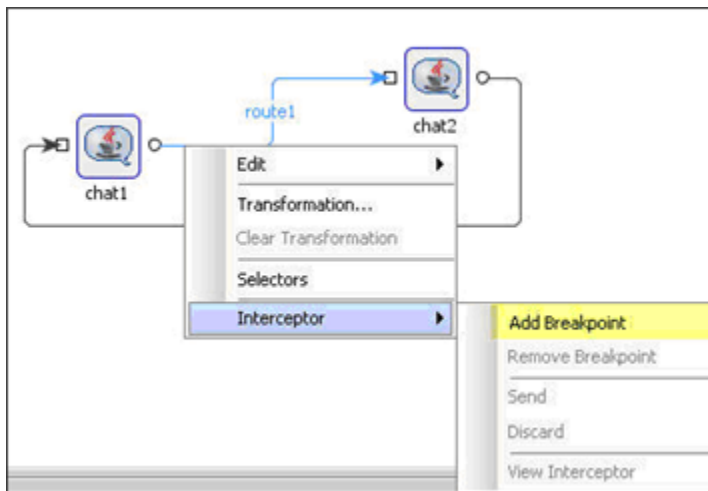 chat2
route1
chat1
Edit
Transformation...
Clear Transformation
Selectors
Interceptor
Add Breakpoint
Remove Breakpoint
Send
Discard
View Interceptor